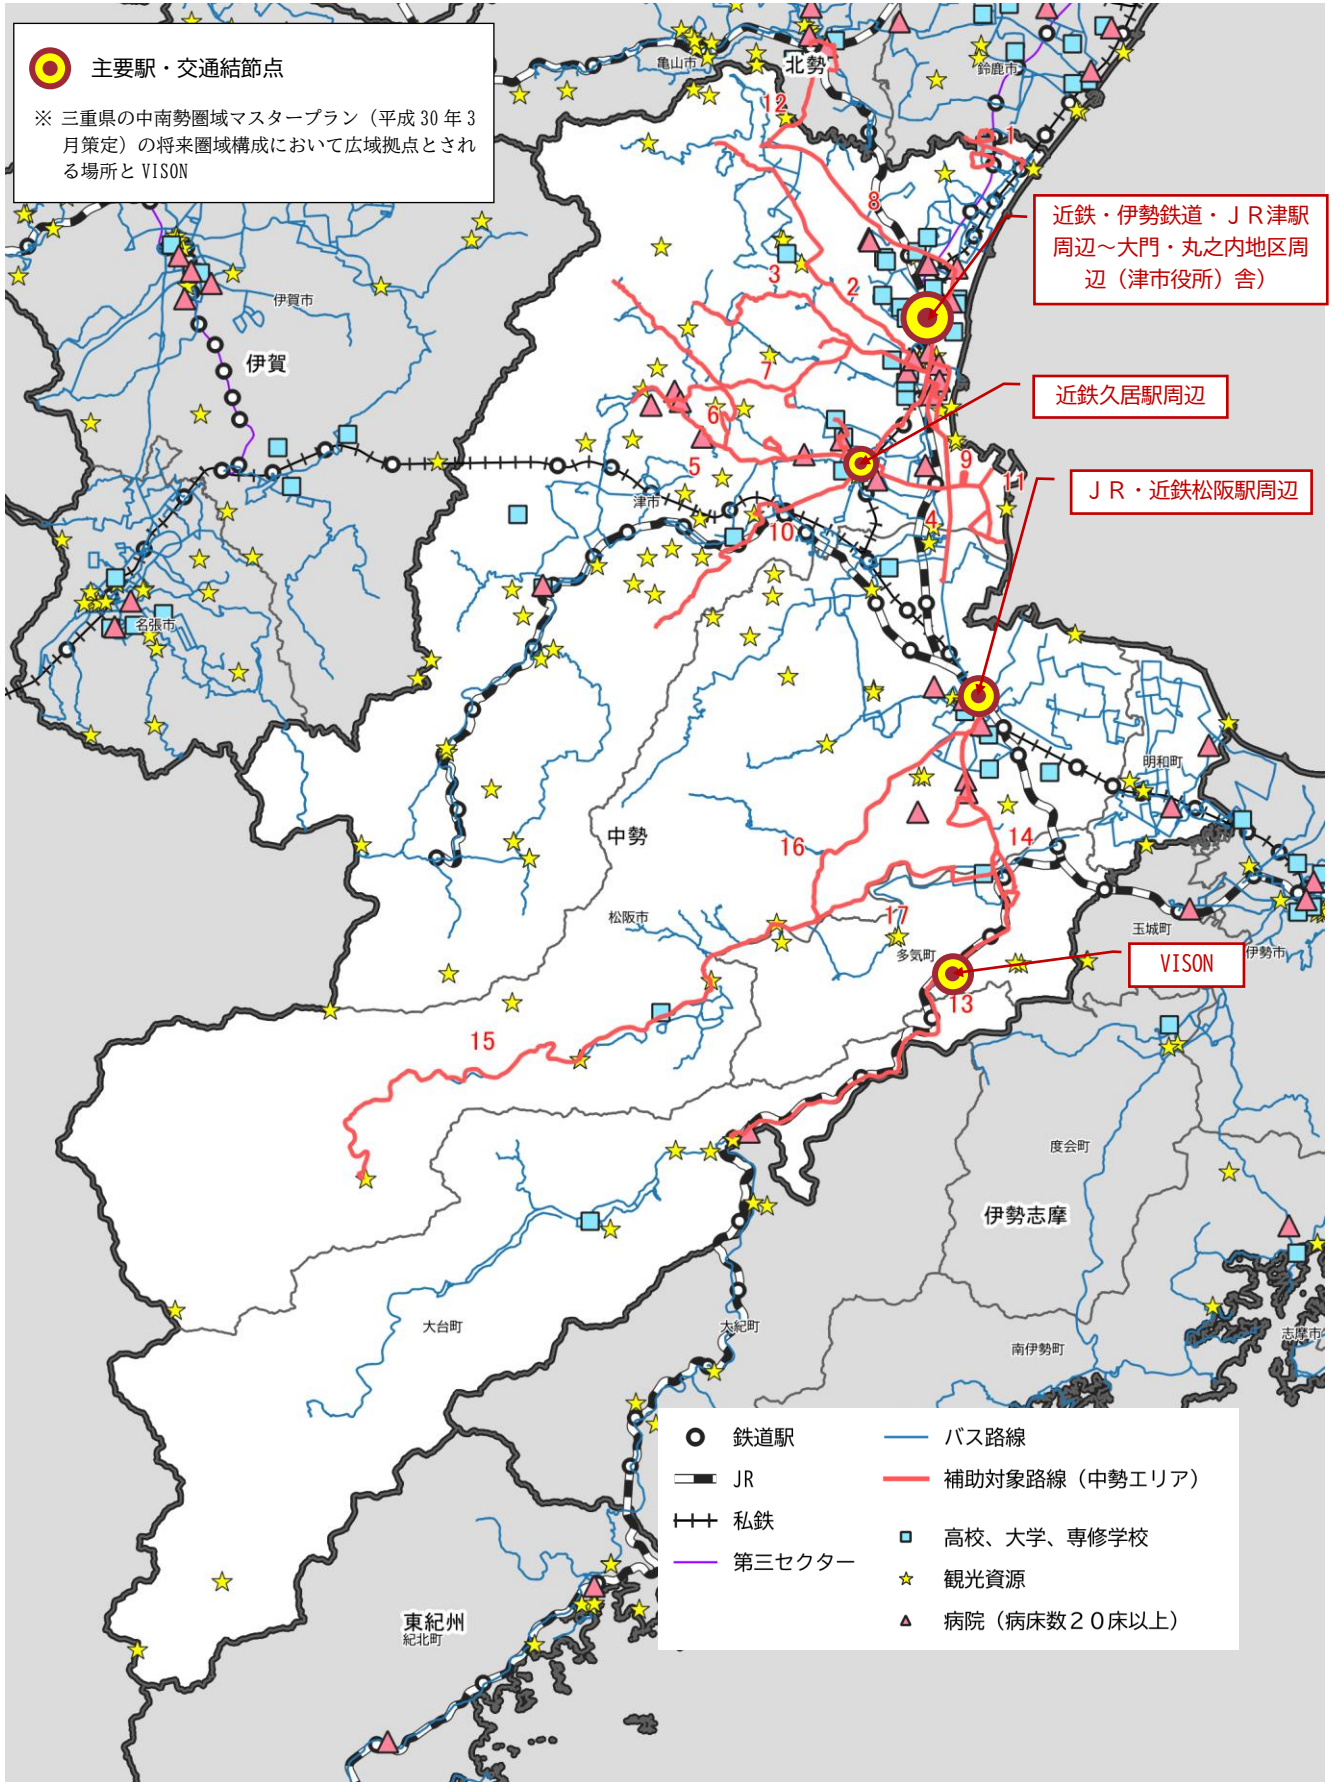 主要駅・交通結節点
※ 三重県の中南勢圏域マスタープラン（平成30年3
月策定）の将来圏域構成において広域拠点とされ
る場所とVISON
亀山市
北勢
鈴鹿市
12
1
近鉄・伊勢鉄道・ＪＲ津駅
周辺～大門・丸之内地区周
辺（津市役所）舎）
8
3
2
伊賀市
伊賀
7
近鉄久居駅周辺
6
5
9
11
ＪＲ・近鉄松阪駅周辺
津市
4
10
名張市
明和町
中勢
16
14
松阪市
17
多気町
玉城町
伊勢市
VISON
13
15
度会町
伊勢志摩
大台町
大紀町
南伊勢町
志摩市
鉄道駅
JR
私鉄
第三セクター
バス路線
補助対象路線（中勢エリア）
高校、大学、専修学校
観光資源
病院（病床数２０床以上）
東紀州
紀北町